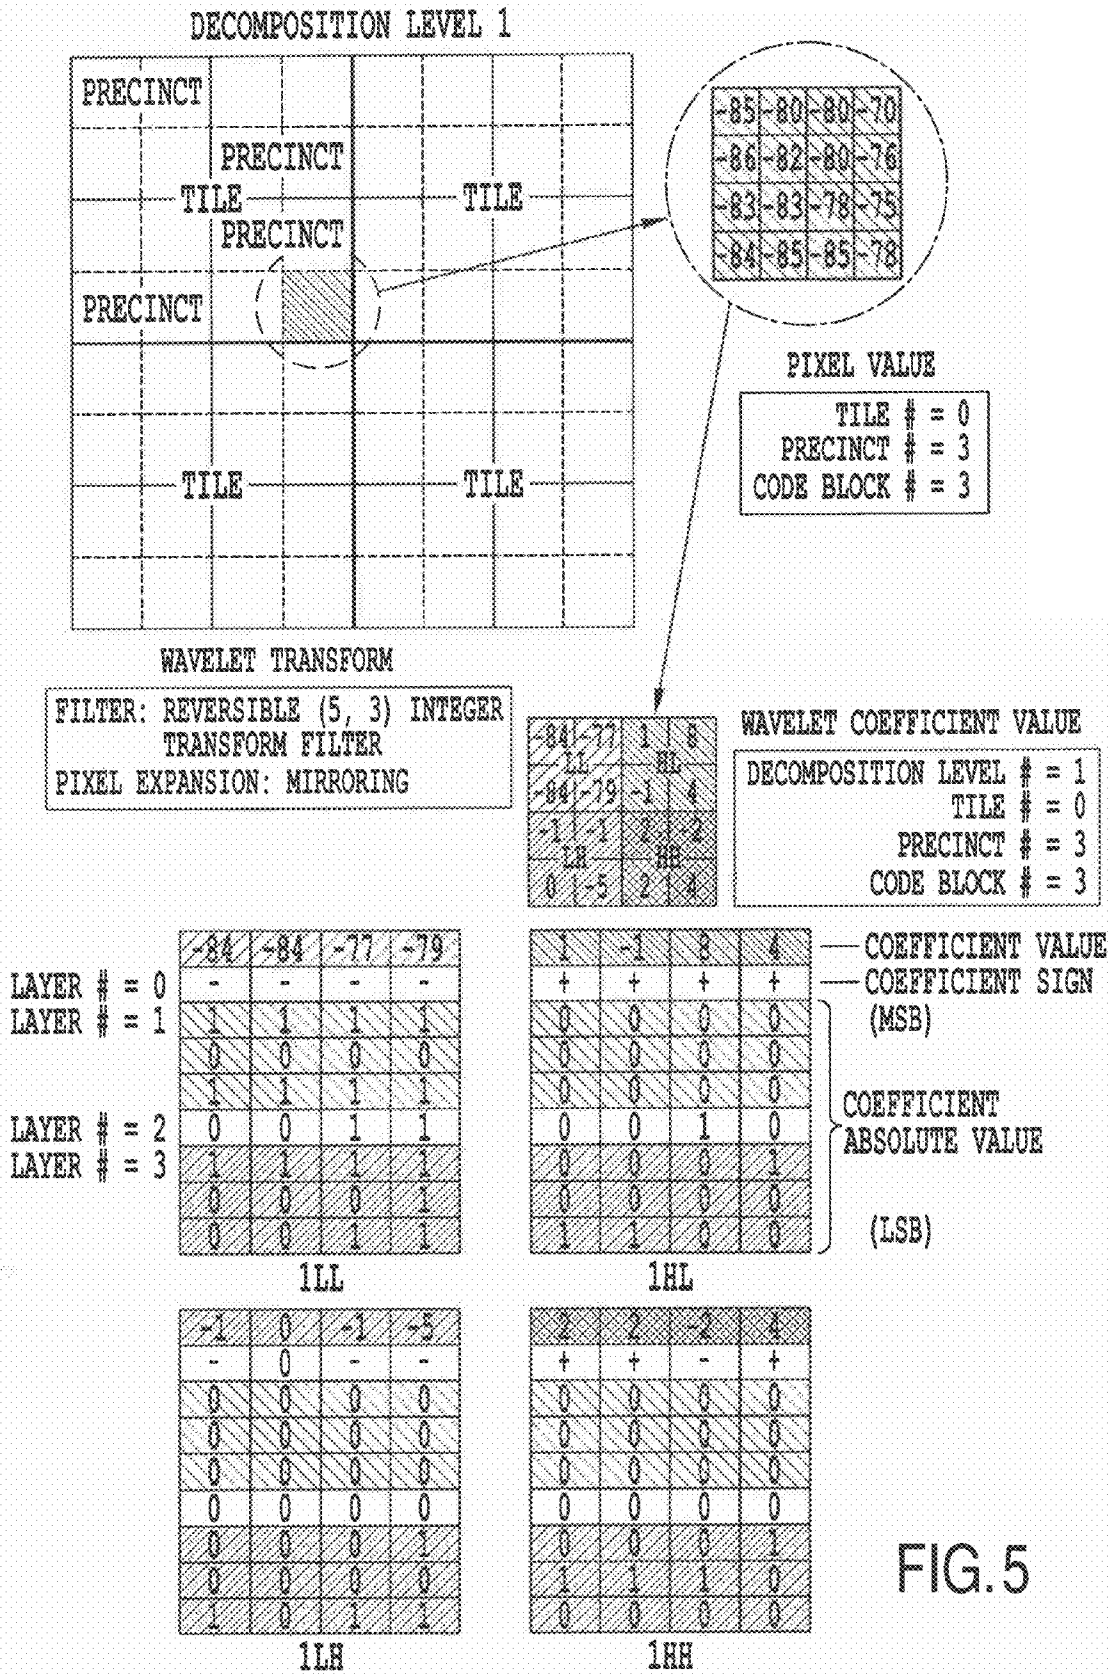 DECOMPOSITION LEVEL 1
PRECINCT
PRECINCT
TILE
TILE
PRECINCT
PRECINCT
TILE
TILE
-85 -80 -80 -70
-86 -82 -80 -76
-83 -83 -78 -75
-84 -85 -85 -78
PIXEL VALUE
TILE # = 0
PRECINCT # = 3
CODE BLOCK # = 3
WAVELET TRANSFORM
FILTER: REVERSIBLE (5, 3) INTEGER
TRANSFORM FILTER
PIXEL EXPANSION: MIRRORING
-84 -77 1 8
LL HL
-84 -79 -1 4
-1 -1 2 -2
LH HH
0 -5 2 4
WAVELET COEFFICIENT VALUE
DECOMPOSITION LEVEL # = 1
TILE # = 0
PRECINCT # = 3
CODE BLOCK # = 3
-84 -84 -77 -79
LAYER # = 0 - - - -
LAYER # = 1 1 1 1 1
0 0 0 0
1 1 1 1
LAYER # = 2 0 0 1 1
LAYER # = 3 1 1 1 1
0 0 0 1
0 0 1 1
1LL
1 -1 8 4 COEFFICIENT VALUE
+ + + + COEFFICIENT SIGN
0 0 0 0 (MSB)
0 0 0 0
0 0 0 0
0 0 1 0
0 0 0 1
0 0 0 0
1 1 0 0 (LSB)
COEFFICIENT
ABSOLUTE VALUE
1HL
-1 0 -1 -5
- 0 - -
0 0 0 0
0 0 0 0
0 0 0 0
0 0 0 0
0 0 0 1
0 0 0 0
1 0 1 1
1LH
2 2 -2 4
+ + - +
0 0 0 0
0 0 0 0
0 0 0 0
0 0 0 0
0 0 0 1
1 1 1 0
0 0 0 0
1HH
FIG. 5